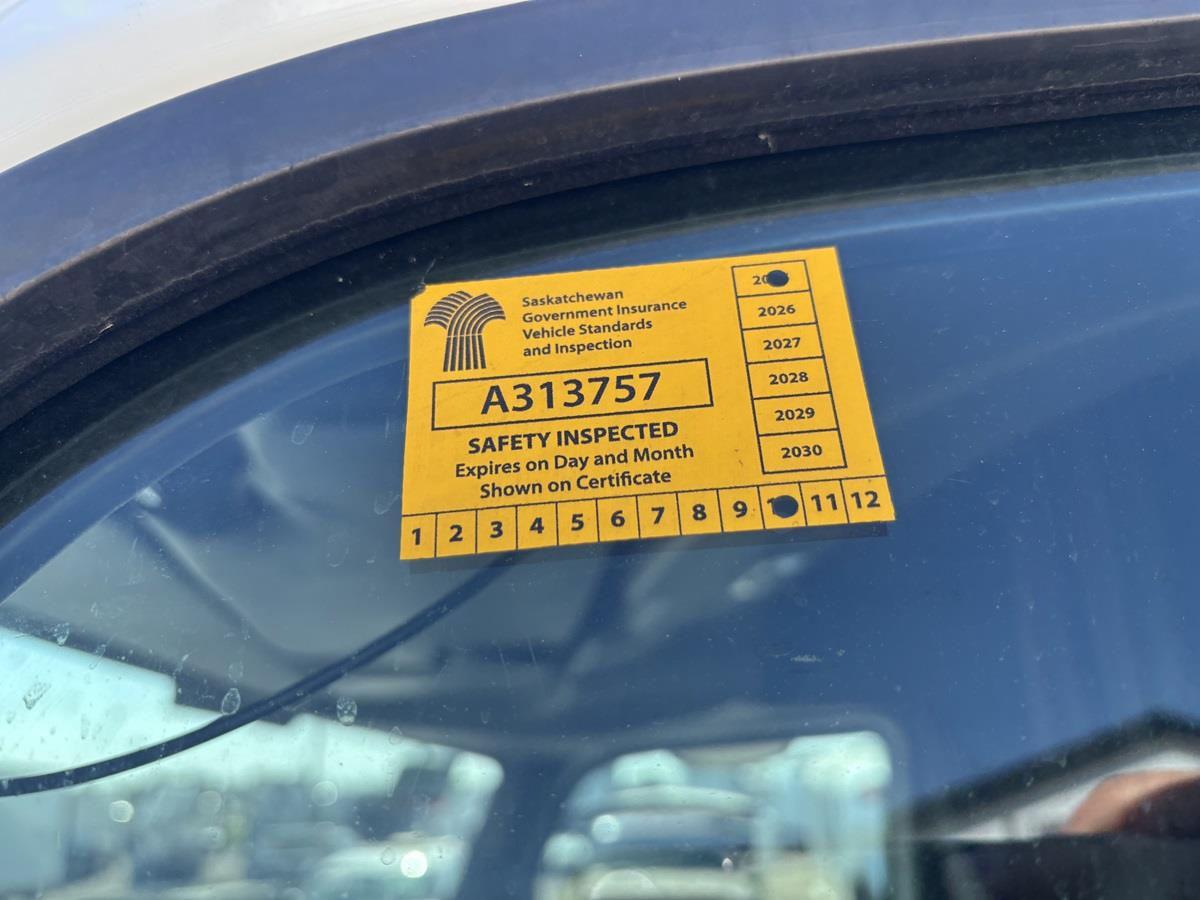 Saskatchewan
Government Insurance
Vehicle Standards
and Inspection
A313757
SAFETY INSPECTED
Expires on Day and Month
Shown on Certificate
2026
2027
2028
2029
2030
1 2 3 4 5 6 7 8 9 11 12